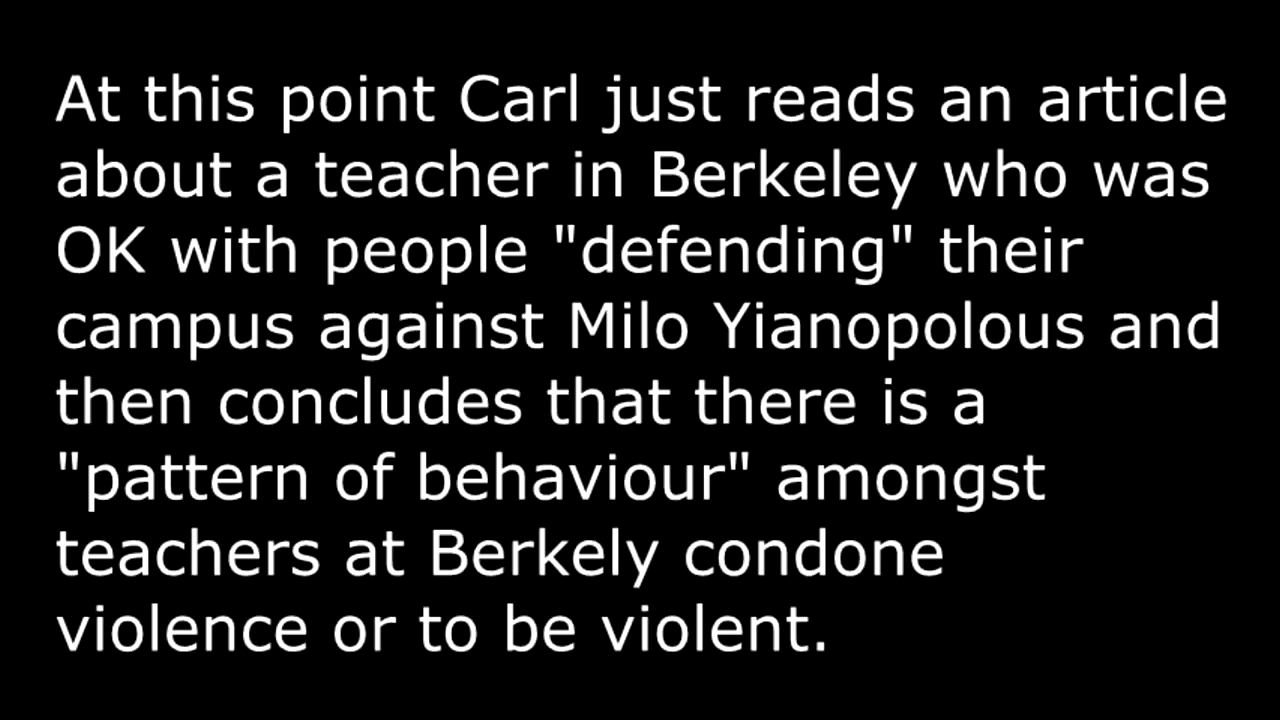 At this point Carl just reads an article
about a teacher in Berkeley who was
OK with people "defending" their
campus against Milo Yianopolous and
then concludes that there is a
"pattern of behaviour" amongst
teachers at Berkely condone
violence or to be violent.